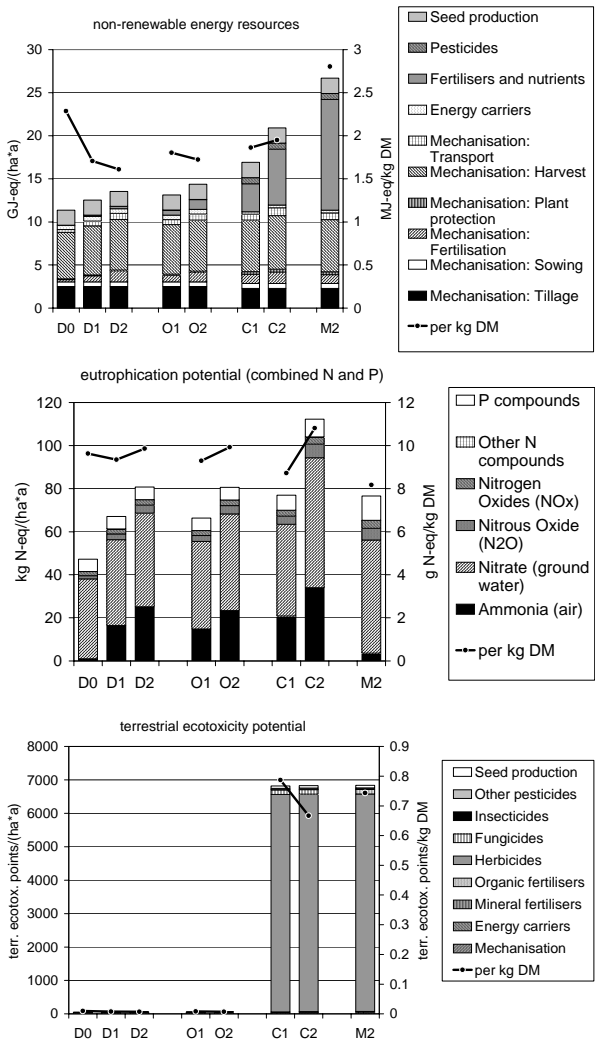 non-renewable energy resources
30
25
20
15
10
5
0
GJ-eq/(ha*a)
3
2.5
2
1.5
1
0.5
0
MJ-eq/kg DM
D0 D1 D2 O1 O2 C1 C2 M2
Seed production
Pesticides
Fertilisers and nutrients
Energy carriers
Mechanisation:
Transport
Mechanisation: Harvest
Mechanisation: Plant
protection
Mechanisation:
Fertilisation
Mechanisation: Sowing
Mechanisation: Tillage
per kg DM
eutrophication potential (combined N and P)
120
100
80
60
40
20
0
kg N-eq/(ha*a)
12
10
8
6
4
2
0
g N-eq/kg DM
D0 D1 D2 O1 O2 C1 C2 M2
P compounds
Other N
compounds
Nitrogen
Oxides (NOx)
Nitrous Oxide
(N2O)
Nitrate (ground
water)
Ammonia (air)
per kg DM
terrestrial ecotoxicity potential
8000
7000
6000
5000
4000
3000
2000
1000
0
terr. ecotox. points/(ha*a)
0.9
0.8
0.7
0.6
0.5
0.4
0.3
0.2
0.1
0
terr. ecotox. points/kg DM
D0 D1 D2 O1 O2 C1 C2 M2
Seed production
Other pesticides
Insecticides
Fungicides
Herbicides
Organic fertilisers
Mineral fertilisers
Energy carriers
Mechanisation
per kg DM